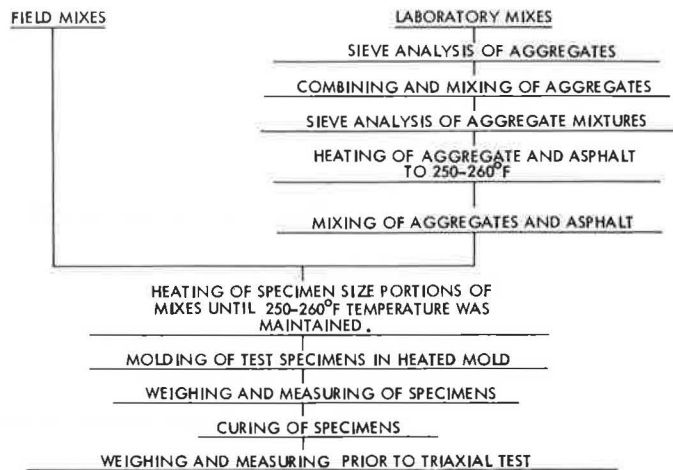 FIELD MIXES
LABORATORY MIXES
SIEVE ANALYSIS OF AGGREGATES
COMBINING AND MIXING OF AGGREGATES
SIEVE ANALYSIS OF AGGREGATE MIXTURES
HEATING OF AGGREGATE AND ASPHALT
TO 250-260°F
MIXING OF AGGREGATES AND ASPHALT
HEATING OF SPECIMEN SIZE PORTIONS OF
MIXES UNTIL 250-260°F TEMPERATURE WAS
MAINTAINED.
MOLDING OF TEST SPECIMENS IN HEATED MOLD
WEIGHING AND MEASURING OF SPECIMENS
CURING OF SPECIMENS
WEIGHING AND MEASURING PRIOR TO TRIAXIAL TEST